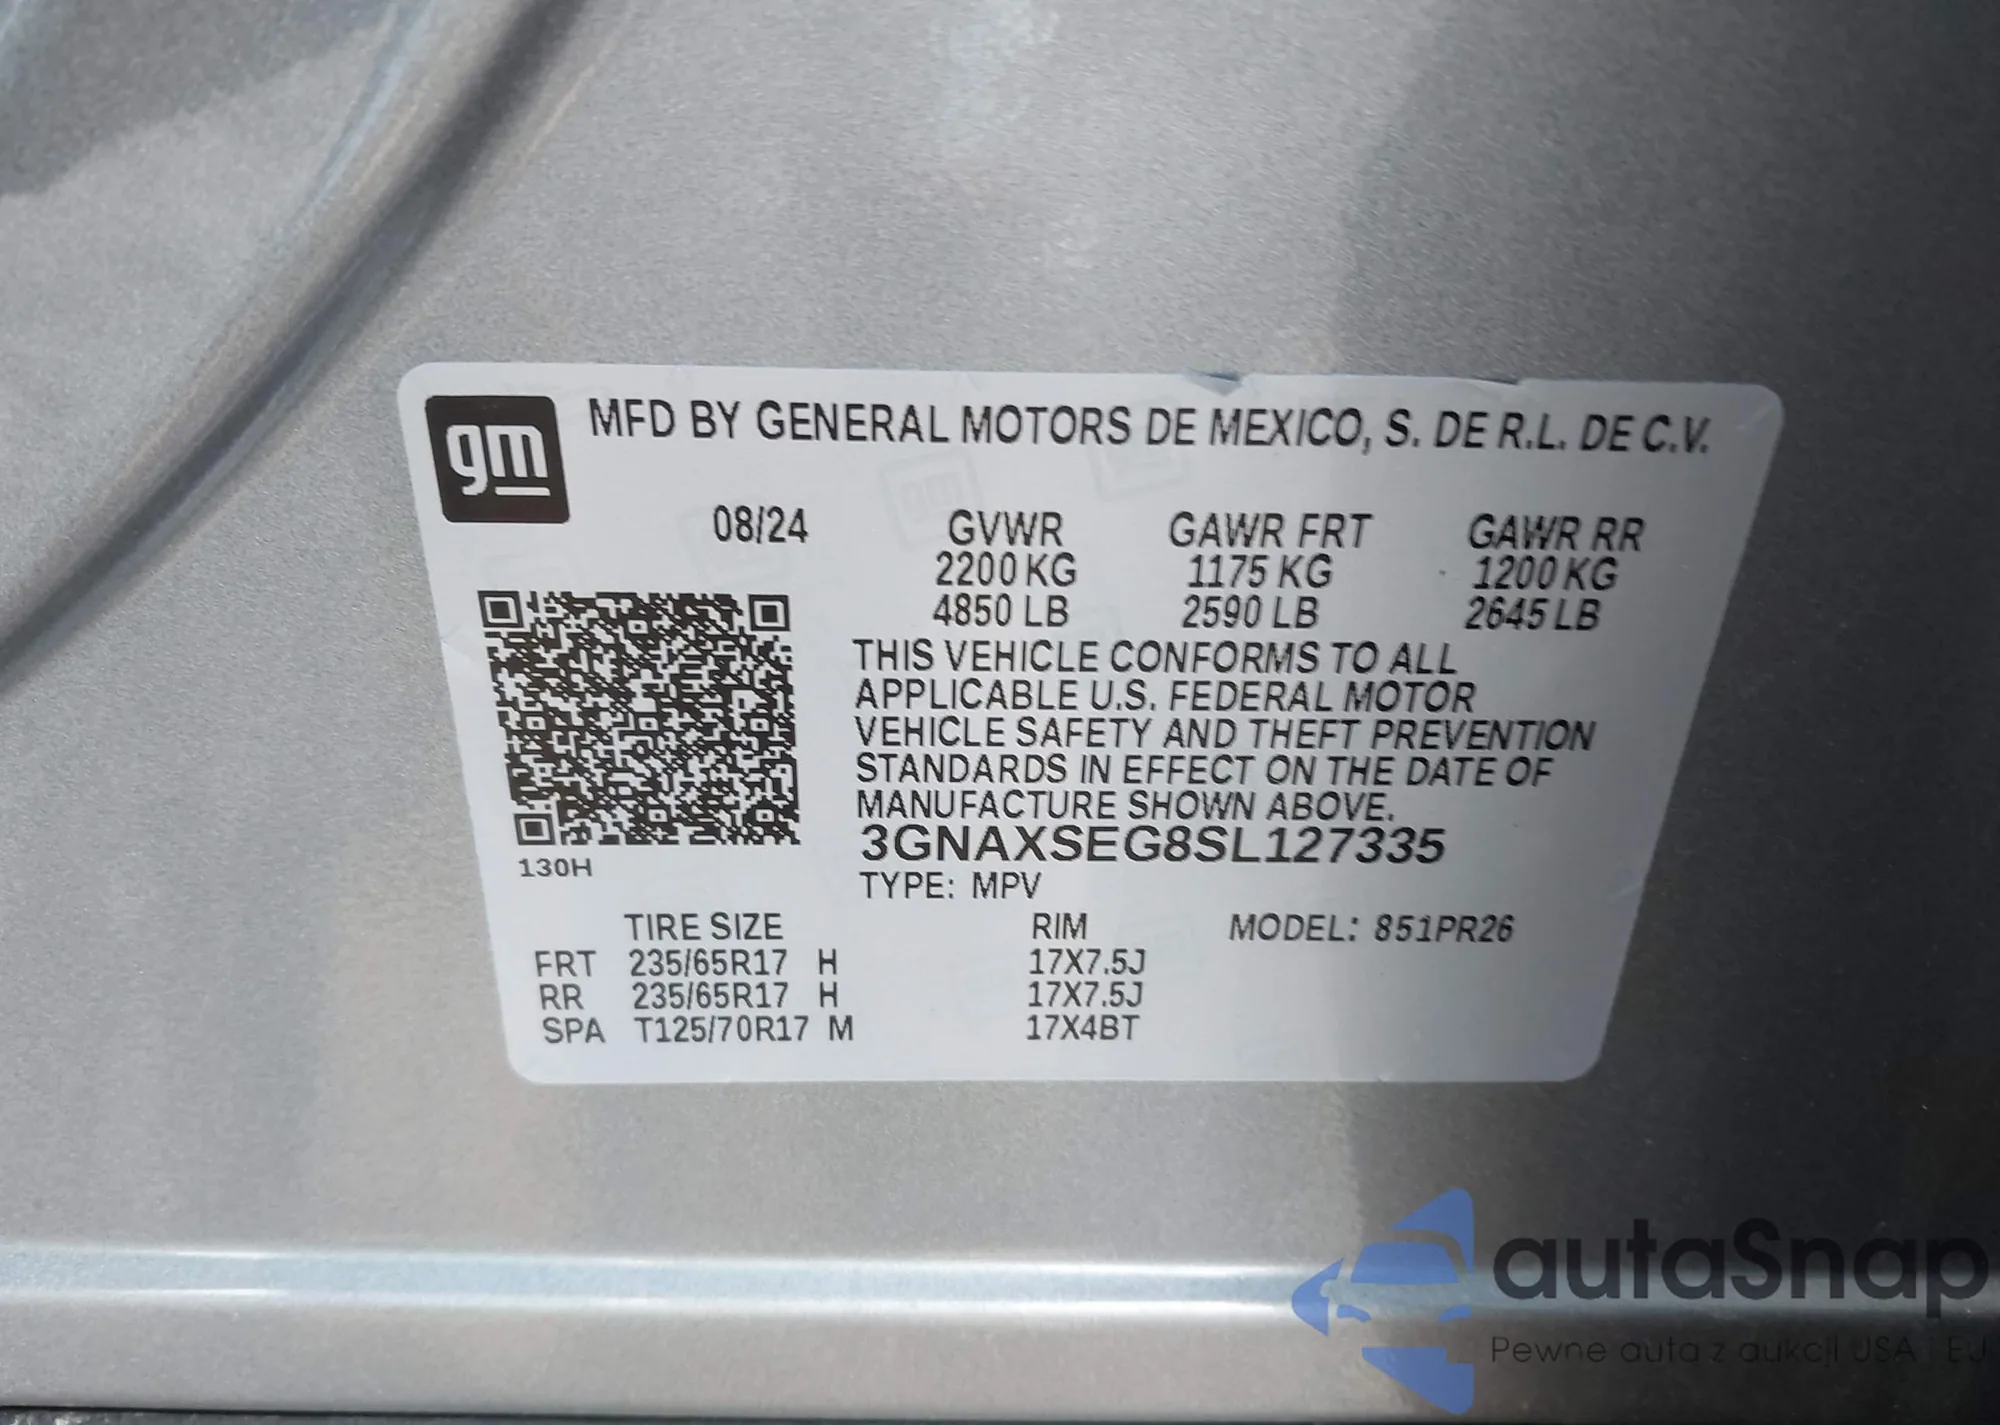 gm
MFD BY GENERAL MOTORS DE MEXICO, S. DE R.L. DE C.V.
08/24 GVWR GAWR FRT GAWR RR
2200 KG 1175 KG 1200 KG
4850 LB 2590 LB 2645 LB
THIS VEHICLE CONFORMS TO ALL
APPLICABLE U.S. FEDERAL MOTOR
VEHICLE SAFETY AND THEFT PREVENTION
STANDARDS IN EFFECT ON THE DATE OF
MANUFACTURE SHOWN ABOVE.
3GNAXSEG8SL127335
130H
TYPE: MPV
TIRE SIZE RIM MODEL: 851PR26
FRT 235/65R17 H 17X7.5J
RR 235/65R17 H 17X7.5J
SPA T125/70R17 M 17X4BT
autaSnap
Pewne auta z aukcji USA i EU